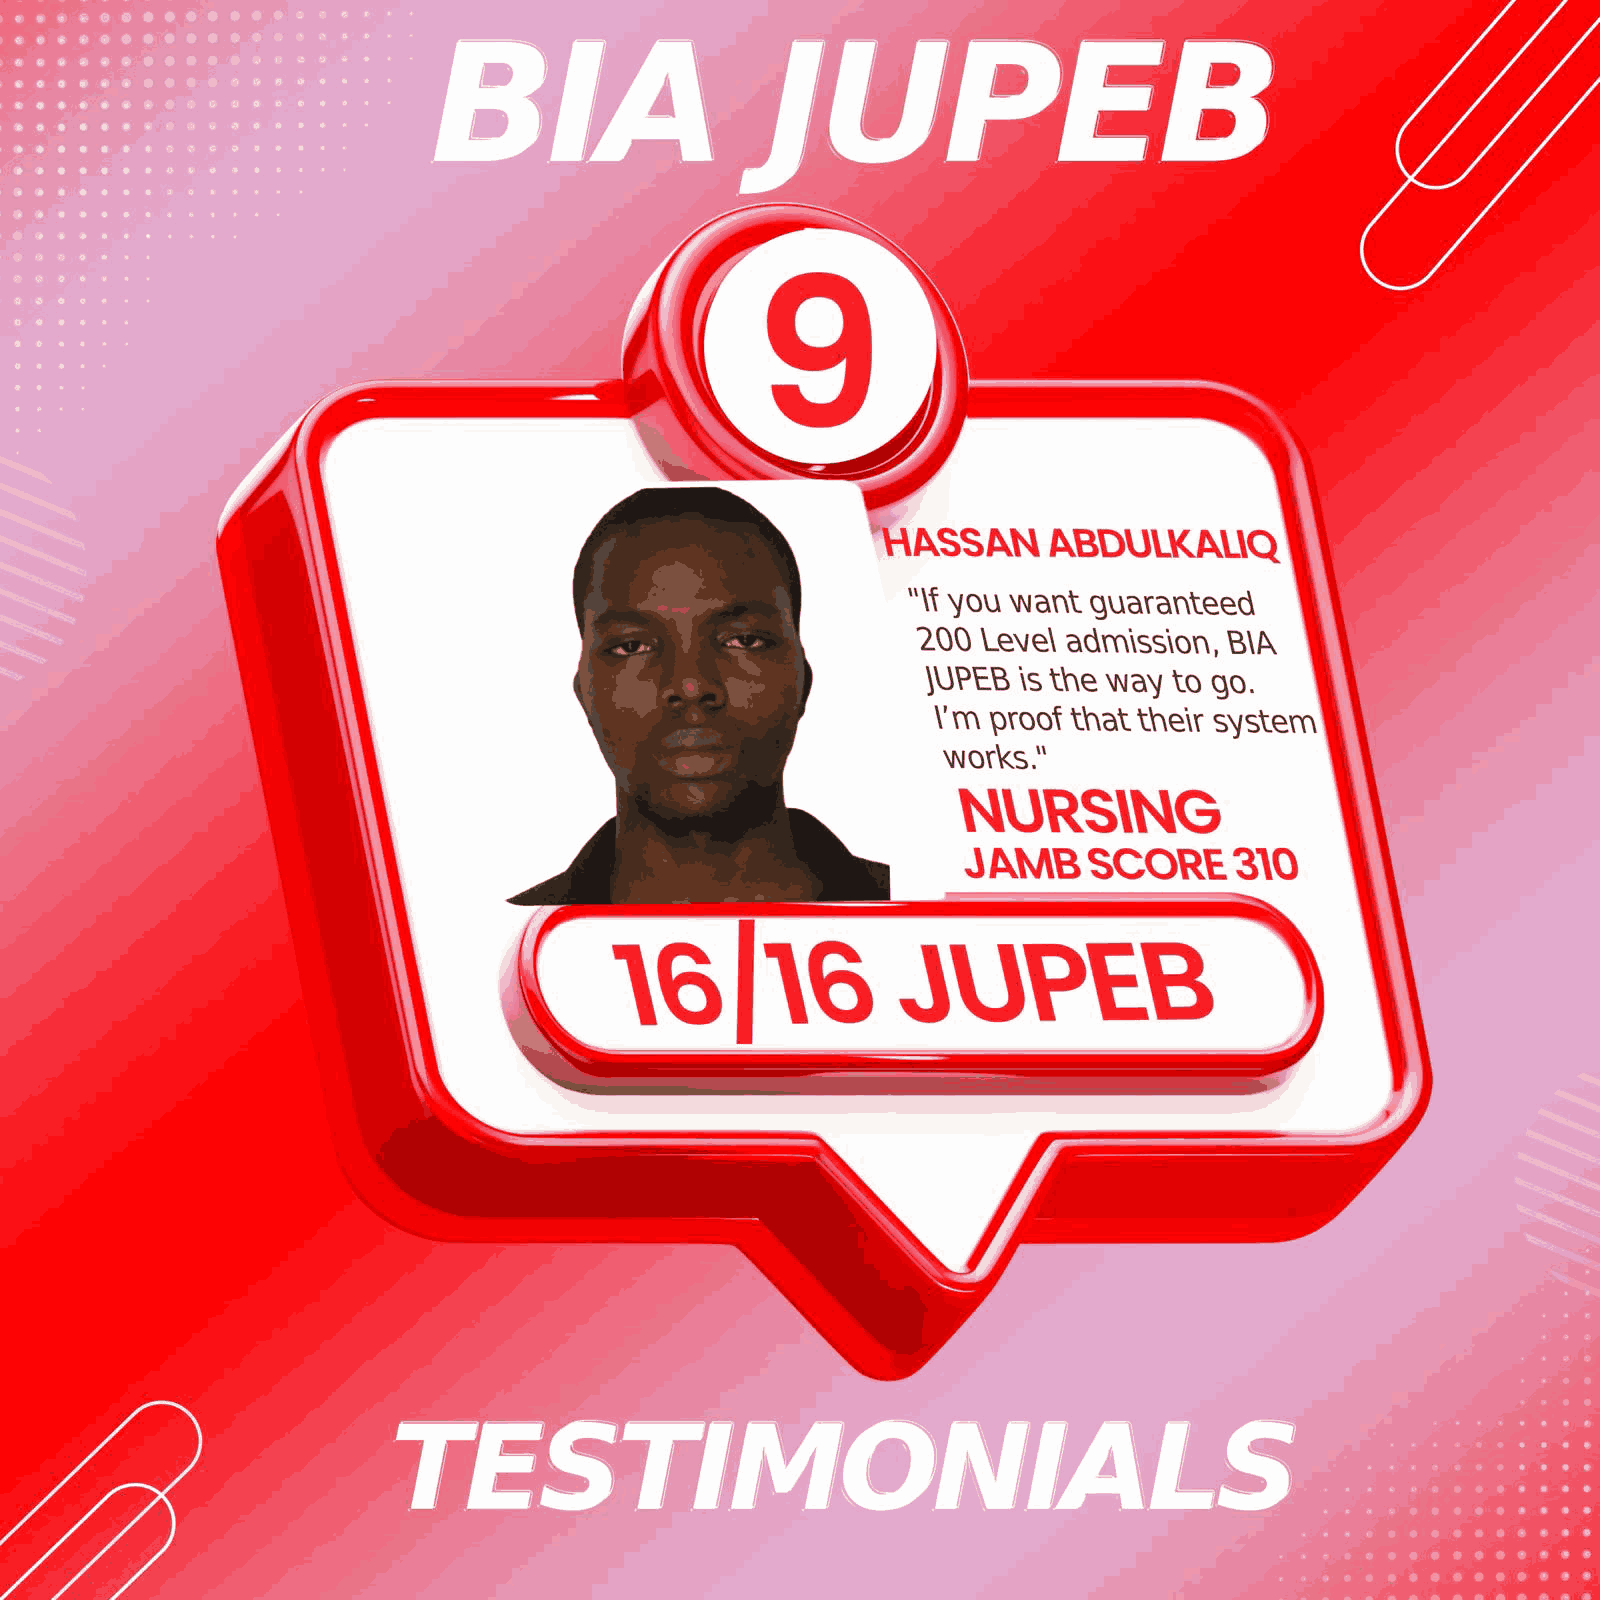 BIA JUPEB
9
HASSAN ABDULKALIQ
"If you want guaranteed
200 Level admission, BIA
JUPEB is the way to go.
I’m proof that their system
works."
NURSING
JAMB SCORE 310
16/16 JUPEB
TESTIMONIALS